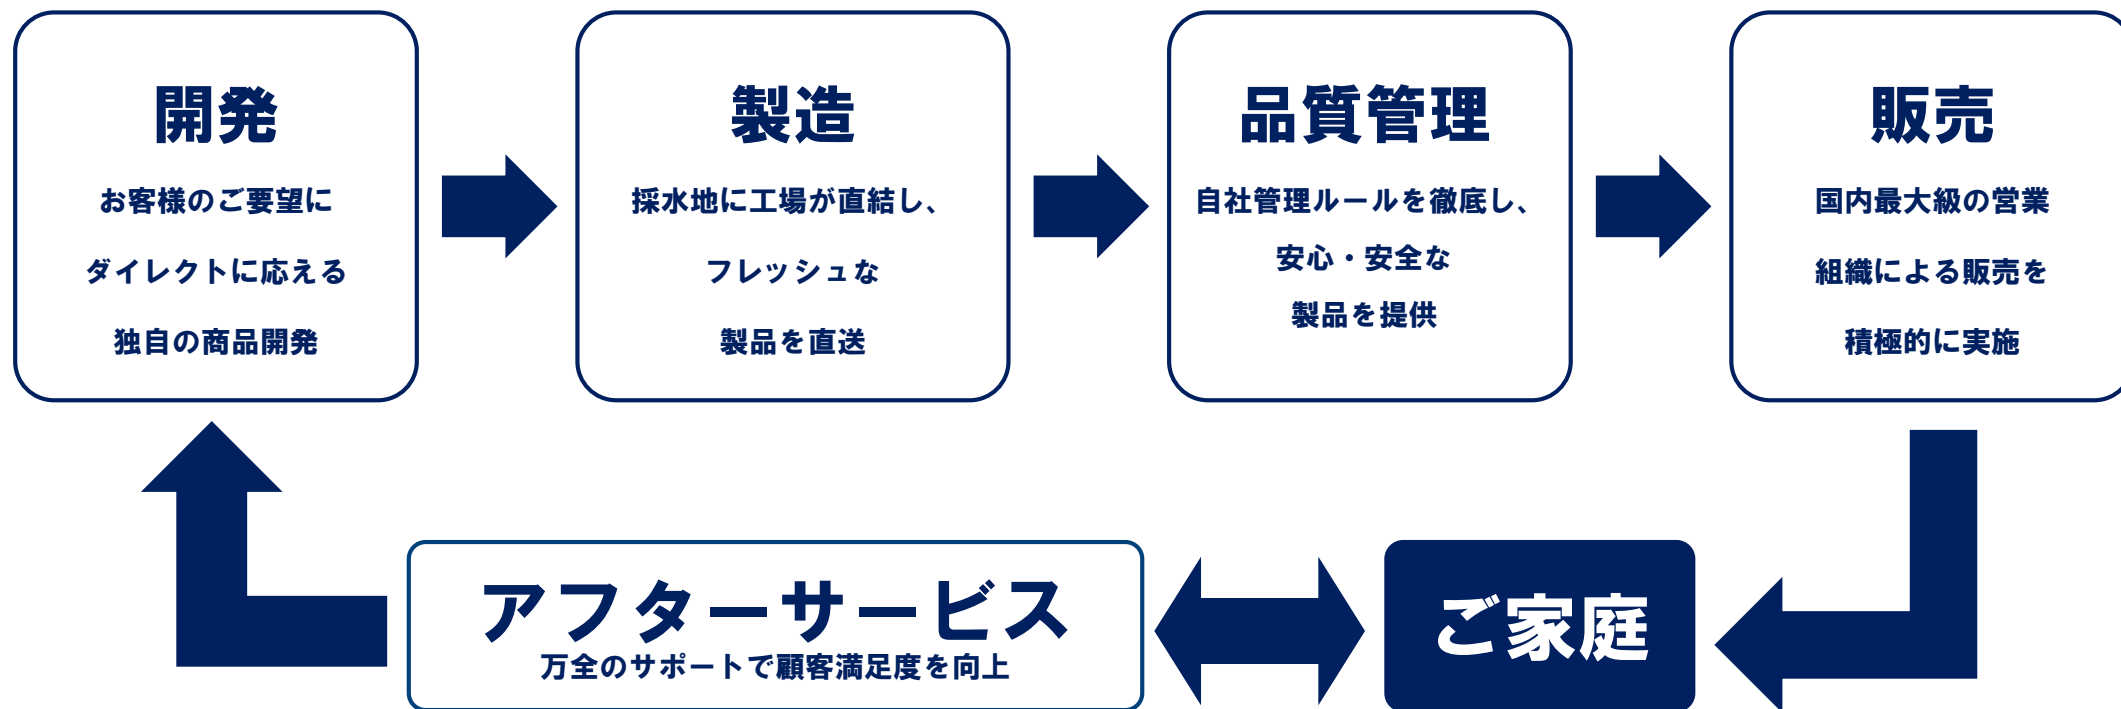 開発
お客様のご要望に
ダイレクトに応える
独自の商品開発
製造
採水地に工場が直結し、
フレッシュな
製品を直送
品質管理
自社管理ルールを徹底し、
安心・安全な
製品を提供
販売
国内最大級の営業
組織による販売を
積極的に実施
アフターサービス
万全のサポートで顧客満足度を向上
ご家庭